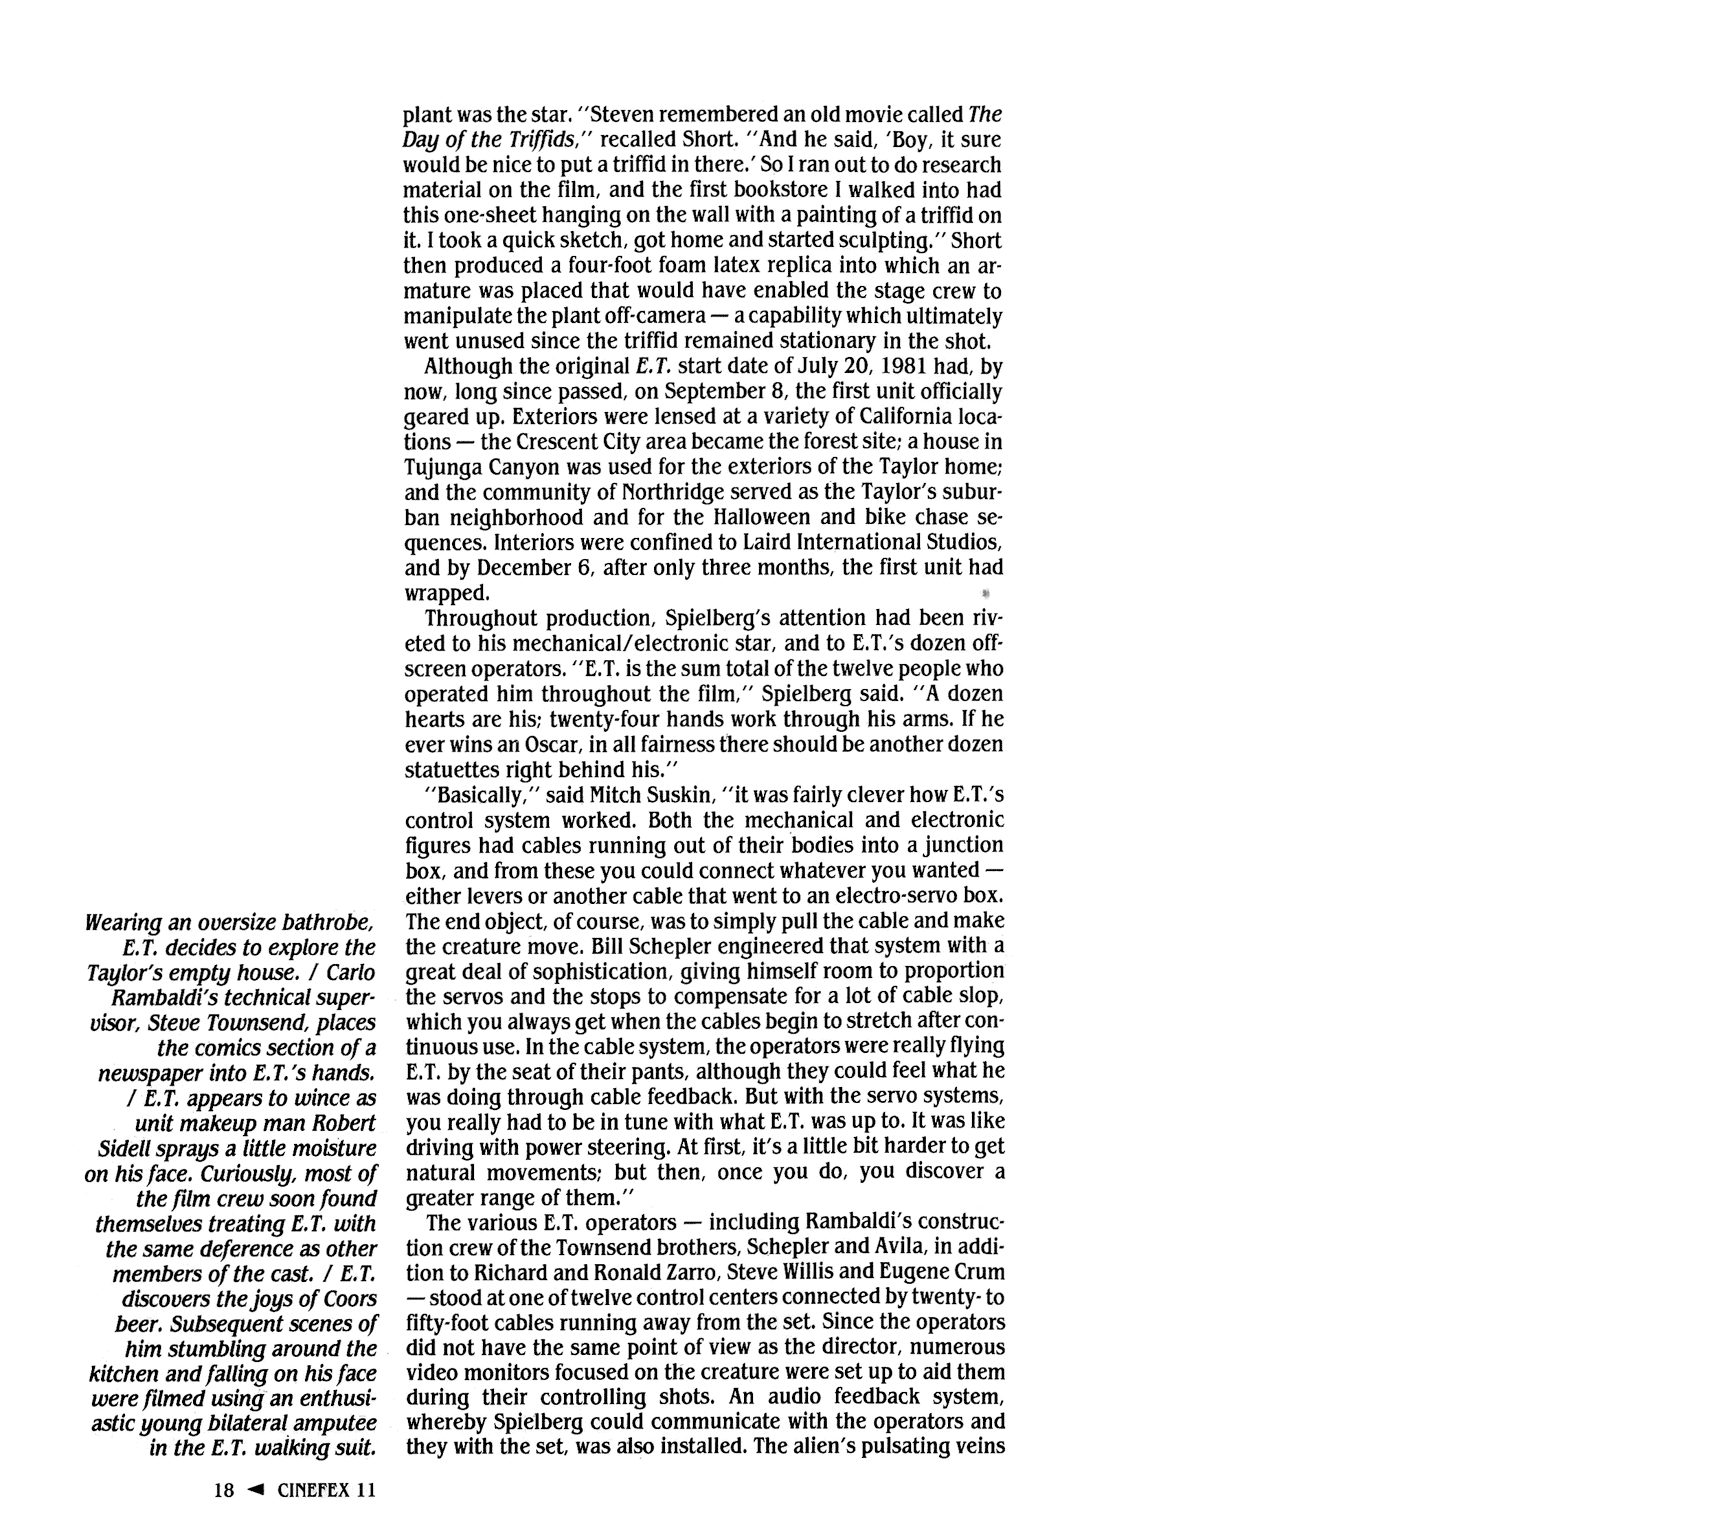 plant was the star. "Steven remembered an old movie called The
Day of the Triffids," recalled Short. "And he said, 'Boy, it sure
would be nice to put a triffid in there.' So I ran out to do research
material on the film, and the first bookstore I walked into had
this one-sheet hanging on the wall with a painting of a triffid on
it. I took a quick sketch, got home and started sculpting." Short
then produced a four-foot foam latex replica into which an ar-
mature was placed that would have enabled the stage crew to
manipulate the plant off-camera — a capability which ultimately
went unused since the triffid remained stationary in the shot.
Although the original E.T. start date of July 20, 1981 had, by
now, long since passed, on September 8, the first unit officially
geared up. Exteriors were lensed at a variety of California loca-
tions — the Crescent City area became the forest site; a house in
Tujunga Canyon was used for the exteriors of the Taylor home;
and the community of Northridge served as the Taylor's subur-
ban neighborhood and for the Halloween and bike chase se-
quences. Interiors were confined to Laird International Studios,
and by December 6, after only three months, the first unit had
wrapped.
Throughout production, Spielberg's attention had been riv-
eted to his mechanical/electronic star, and to E.T.'s dozen off-
screen operators. "E.T. is the sum total of the twelve people who
operated him throughout the film," Spielberg said. "A dozen
hearts are his; twenty-four hands work through his arms. If he
ever wins an Oscar, in all fairness there should be another dozen
statuettes right behind his."
"Basically," said Mitch Suskin, "it was fairly clever how E.T.'s
control system worked. Both the mechanical and electronic
figures had cables running out of their bodies into a junction
box, and from these you could connect whatever you wanted —
either levers or another cable that went to an electro-servo box.
The end object, of course, was to simply pull the cable and make
the creature move. Bill Schepler engineered that system with a
great deal of sophistication, giving himself room to proportion
the servos and the stops to compensate for a lot of cable slop,
which you always get when the cables begin to stretch after con-
tinuous use. In the cable system, the operators were really flying
E.T. by the seat of their pants, although they could feel what he
was doing through cable feedback. But with the servo systems,
you really had to be in tune with what E.T. was up to. It was like
driving with power steering. At first, it's a little bit harder to get
natural movements; but then, once you do, you discover a
greater range of them."
The various E.T. operators — including Rambaldi's construc-
tion crew of the Townsend brothers, Schepler and Avila, in addi-
tion to Richard and Ronald Zarro, Steve Willis and Eugene Crum
— stood at one of twelve control centers connected by twenty- to
fifty-foot cables running away from the set. Since the operators
did not have the same point of view as the director, numerous
video monitors focused on the creature were set up to aid them
during their controlling shots. An audio feedback system,
whereby Spielberg could communicate with the operators and
they with the set, was also installed. The alien's pulsating veins
Wearing an oversize bathrobe,
E.T. decides to explore the
Taylor's empty house. / Carlo
Rambaldi's technical super-
visor, Steve Townsend, places
the comics section of a
newspaper into E.T.'s hands.
/ E.T. appears to wince as
unit makeup man Robert
Sidell sprays a little moisture
on his face. Curiously, most of
the film crew soon found
themselves treating E.T. with
the same deference as other
members of the cast. / E.T.
discovers the joys of Coors
beer. Subsequent scenes of
him stumbling around the
kitchen and falling on his face
were filmed using an enthusi-
astic young bilateral amputee
in the E.T. walking suit.
18 ◄ CINEFEX 11